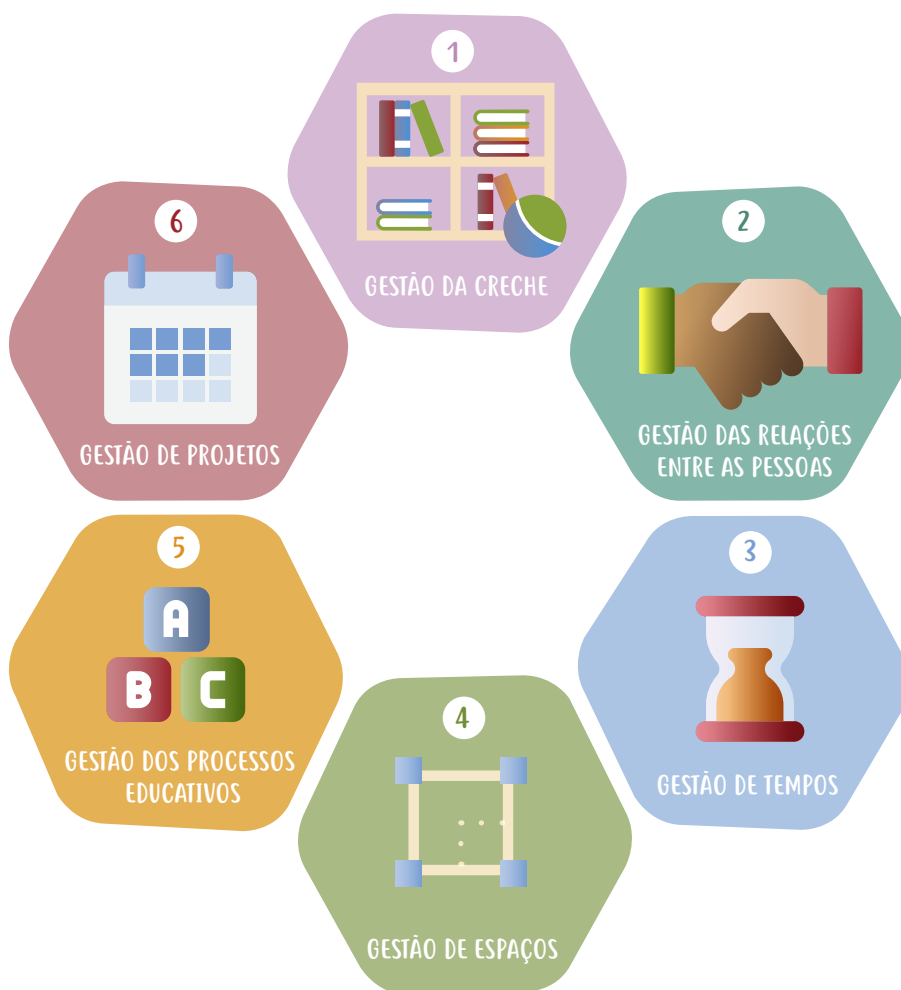 1
GESTÃO DA CRECHE
2
GESTÃO DAS RELAÇÕES
ENTRE AS PESSOAS
3
GESTÃO DE TEMPOS
4
GESTÃO DE ESPAÇOS
5
A
B C
GESTÃO DOS PROCESSOS
EDUCATIVOS
6
GESTÃO DE PROJETOS